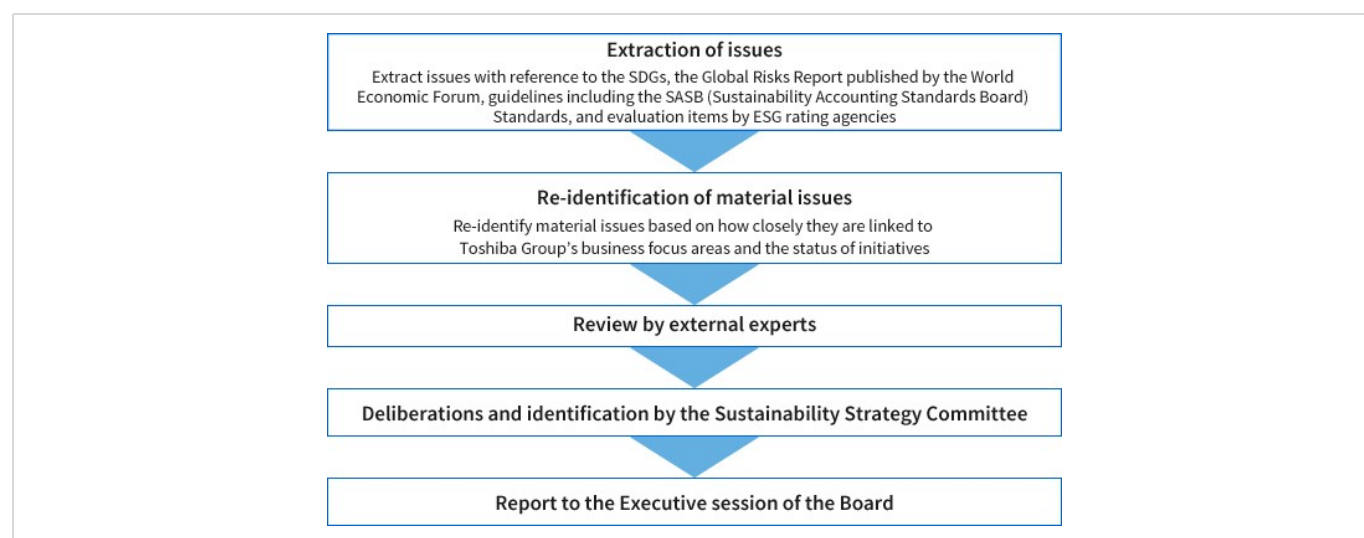 Extraction of issues
Extract issues with reference to the SDGs, the Global Risks Report published by the World
Economic Forum, guidelines including the SASB (Sustainability Accounting Standards Board)
Standards, and evaluation items by ESG rating agencies
Re-identification of material issues
Re-identify material issues based on how closely they are linked to
Toshiba Group’s business focus areas and the status of initiatives
Review by external experts
Deliberations and identification by the Sustainability Strategy Committee
Report to the Executive session of the Board